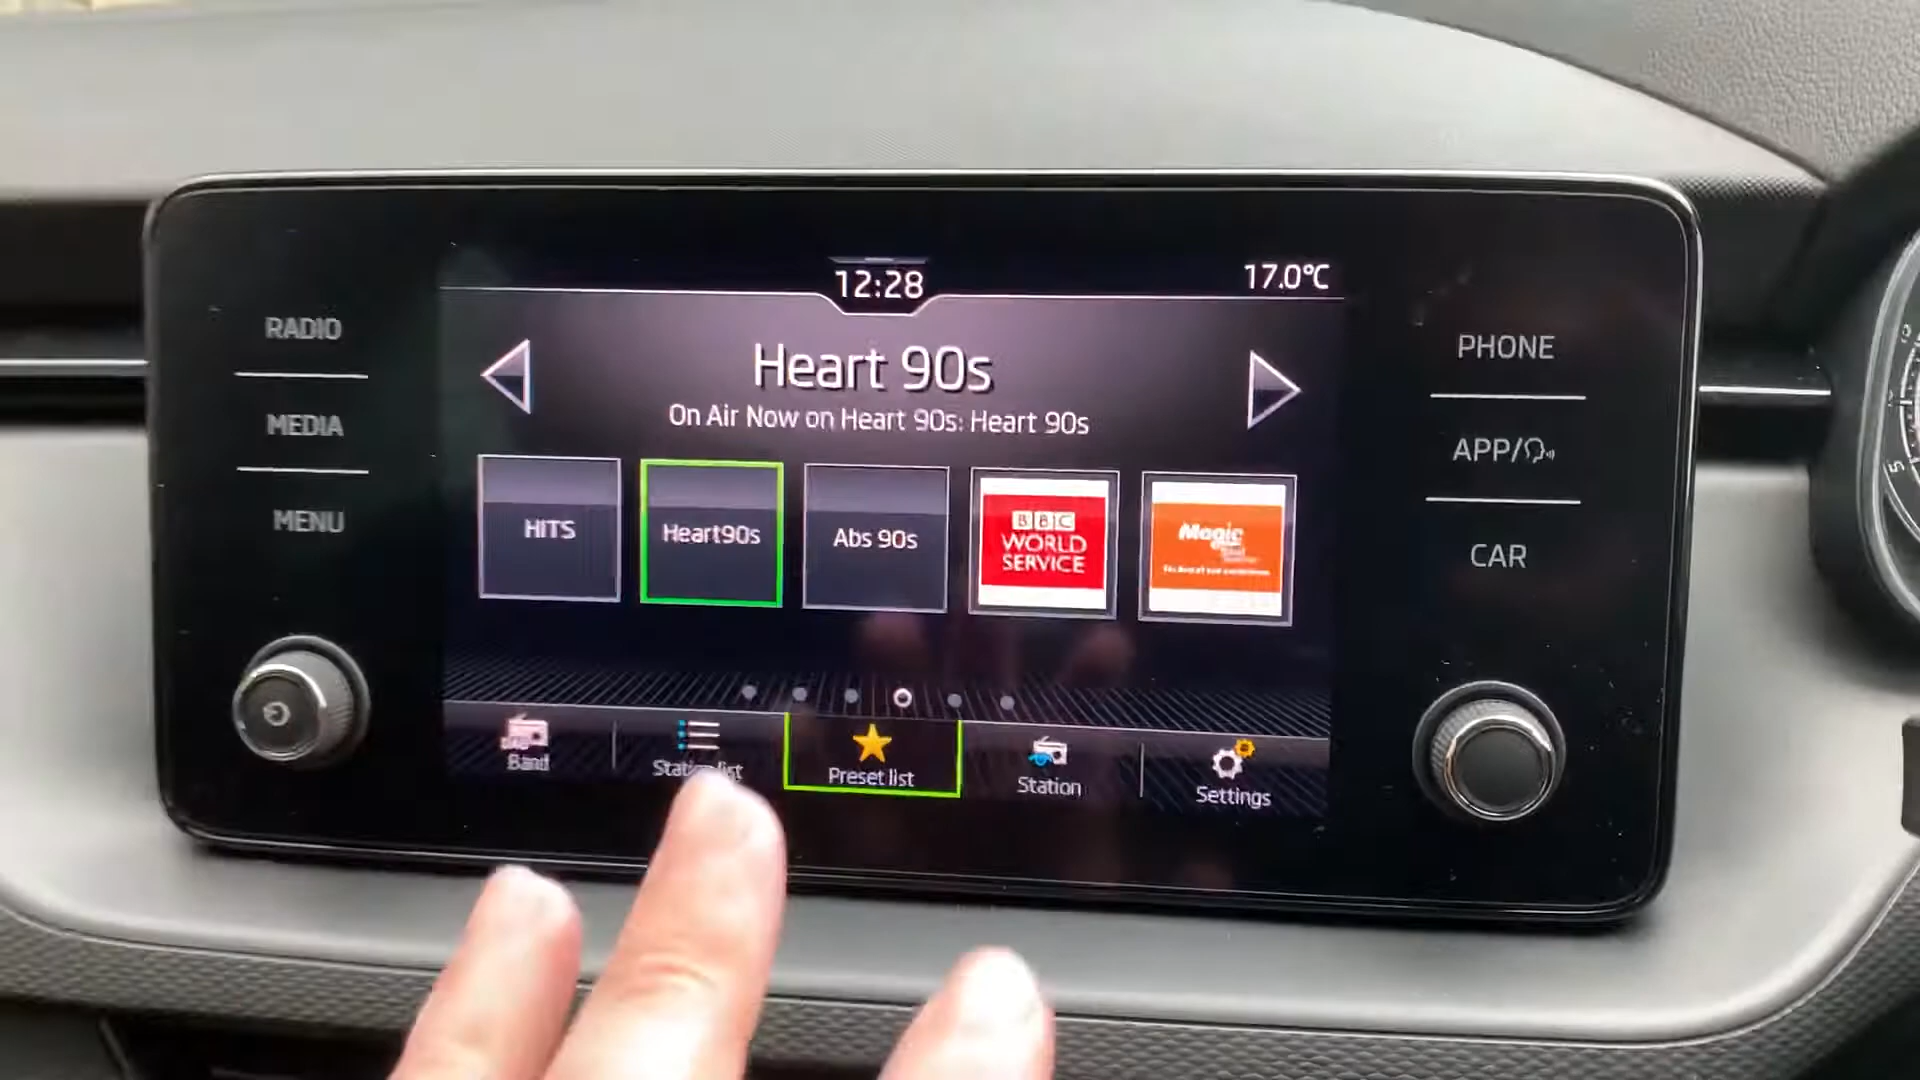 12:28
17.0°C
RADIO
MEDIA
MENU
Heart 90s
On Air Now on Heart 90s: Heart 90s
HITS
Heart90s
Abs 90s
BBC
WORLD
SERVICE
Magic
PHONE
APP/
CAR
Band
Station list
Preset list
Station
Settings
5